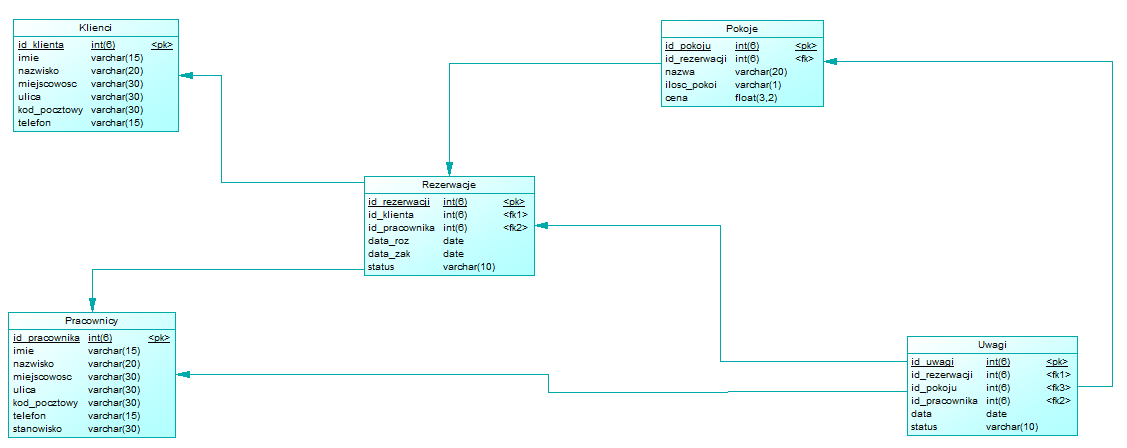 Klienci
id_klienta int(6) <pk>
imie varchar(15)
nazwisko varchar(20)
miejscowosc varchar(30)
ulica varchar(30)
kod_pocztowy varchar(30)
telefon varchar(15)
Pokoje
id_pokoju int(6) <pk>
id_rezerwacji int(6) <fk>
nazwa varchar(20)
ilosc_pokoi varchar(1)
cena float(3,2)
Rezerwacje
id_rezerwacji int(6) <pk>
id_klienta int(6) <fk1>
id_pracownika int(6) <fk2>
data_roz date
data_zak date
status varchar(10)
Pracownicy
id_pracownika int(6) <pk>
imie varchar(15)
nazwisko varchar(20)
miejscowosc varchar(30)
ulica varchar(30)
kod_pocztowy varchar(30)
telefon varchar(15)
stanowisko varchar(30)
Uwagi
id_uwagi int(6) <pk>
id_rezerwacji int(6) <fk1>
id_pokoju int(6) <fk3>
id_pracownika int(6) <fk2>
data date
status varchar(10)